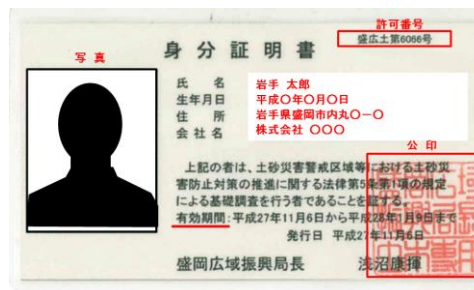 許可番号
盛広土第6066号
写真
身分証明書
氏名 岩手 太郎
生年月日 平成〇年〇月〇日
住所 岩手県盛岡市内丸〇ー〇
会社名 株式会社 〇〇〇
公印
上記の者は、土砂災害警戒区域等における土砂災
害防止対策の推進に関する法律第5条第1項の規定
による基礎調査を行う者であることを証する。
有効期間:平成27年11月6日から平成28年1月9日まで
発行日 平成27年11月6日
盛岡広域振興局長 浅沼康揮